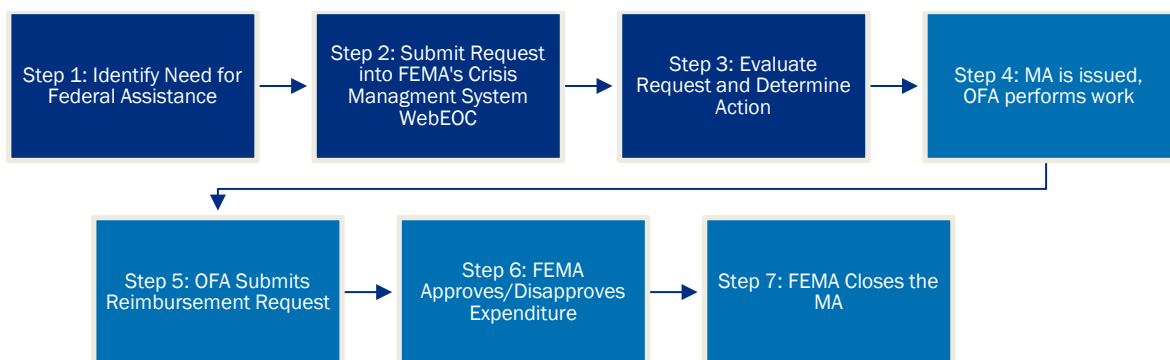 Step 1: Identify Need for
Federal Assistance
Step 2: Submit Request
into FEMA's Crisis
Managment System
WebEOC
Step 3: Evaluate
Request and Determine
Action
Step 4: MA is issued,
OFA performs work
Step 5: OFA Submits
Reimbursement Request
Step 6: FEMA
Approves/Disapproves
Expenditure
Step 7: FEMA Closes the
MA